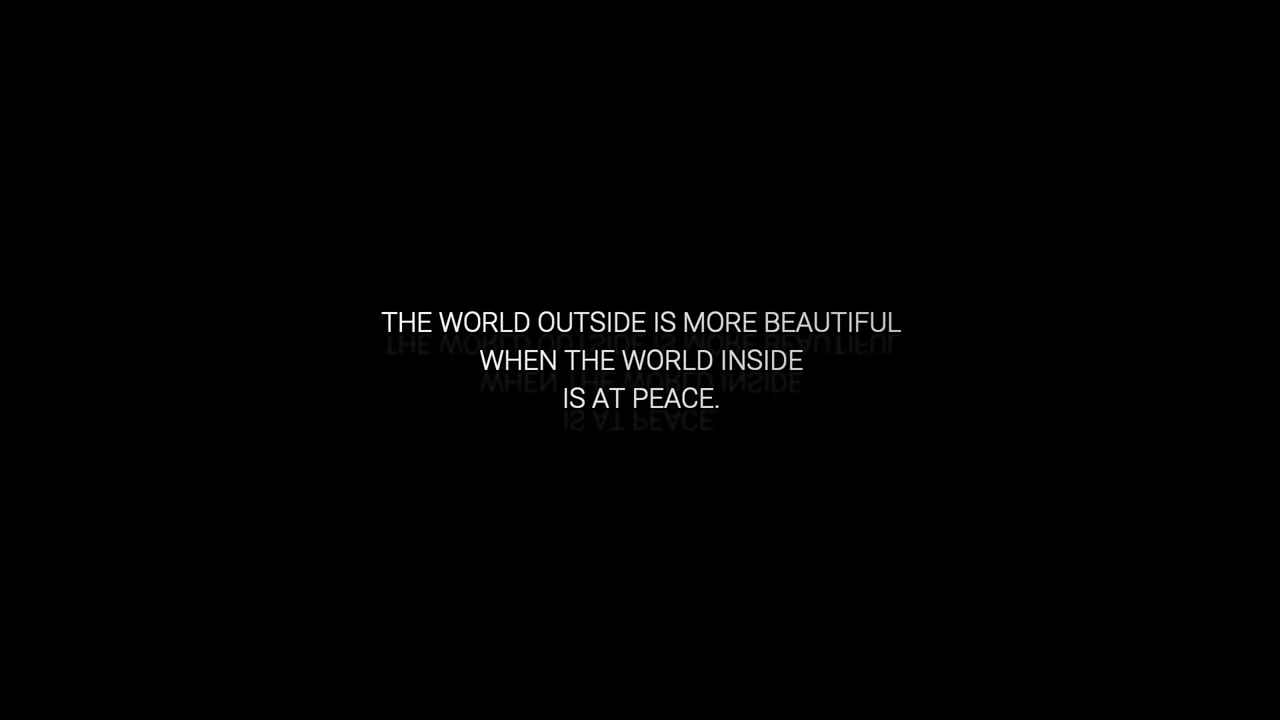 THE WORLD OUTSIDE IS MORE BEAUTIFUL
WHEN THE WORLD INSIDE
IS AT PEACE.